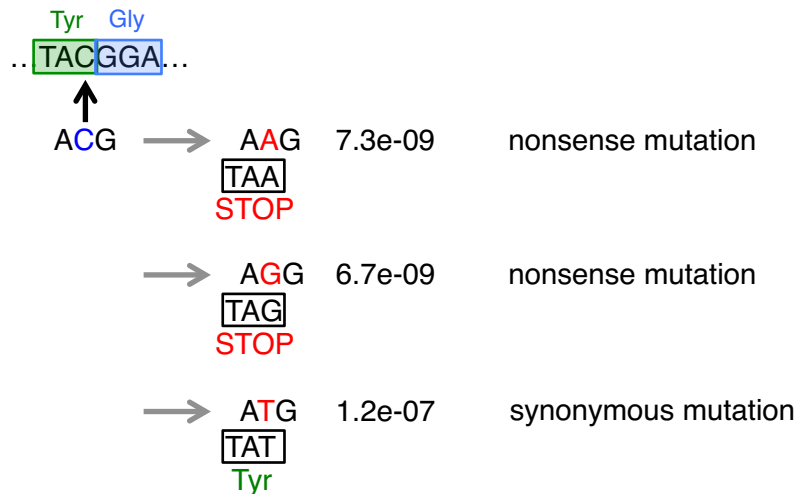 Tyr Gly
...TACGGA...
ACG AAG 7.3e-09 nonsense mutation
TAA
STOP
AGG 6.7e-09 nonsense mutation
TAG
STOP
ATG 1.2e-07 synonymous mutation
TAT
Tyr